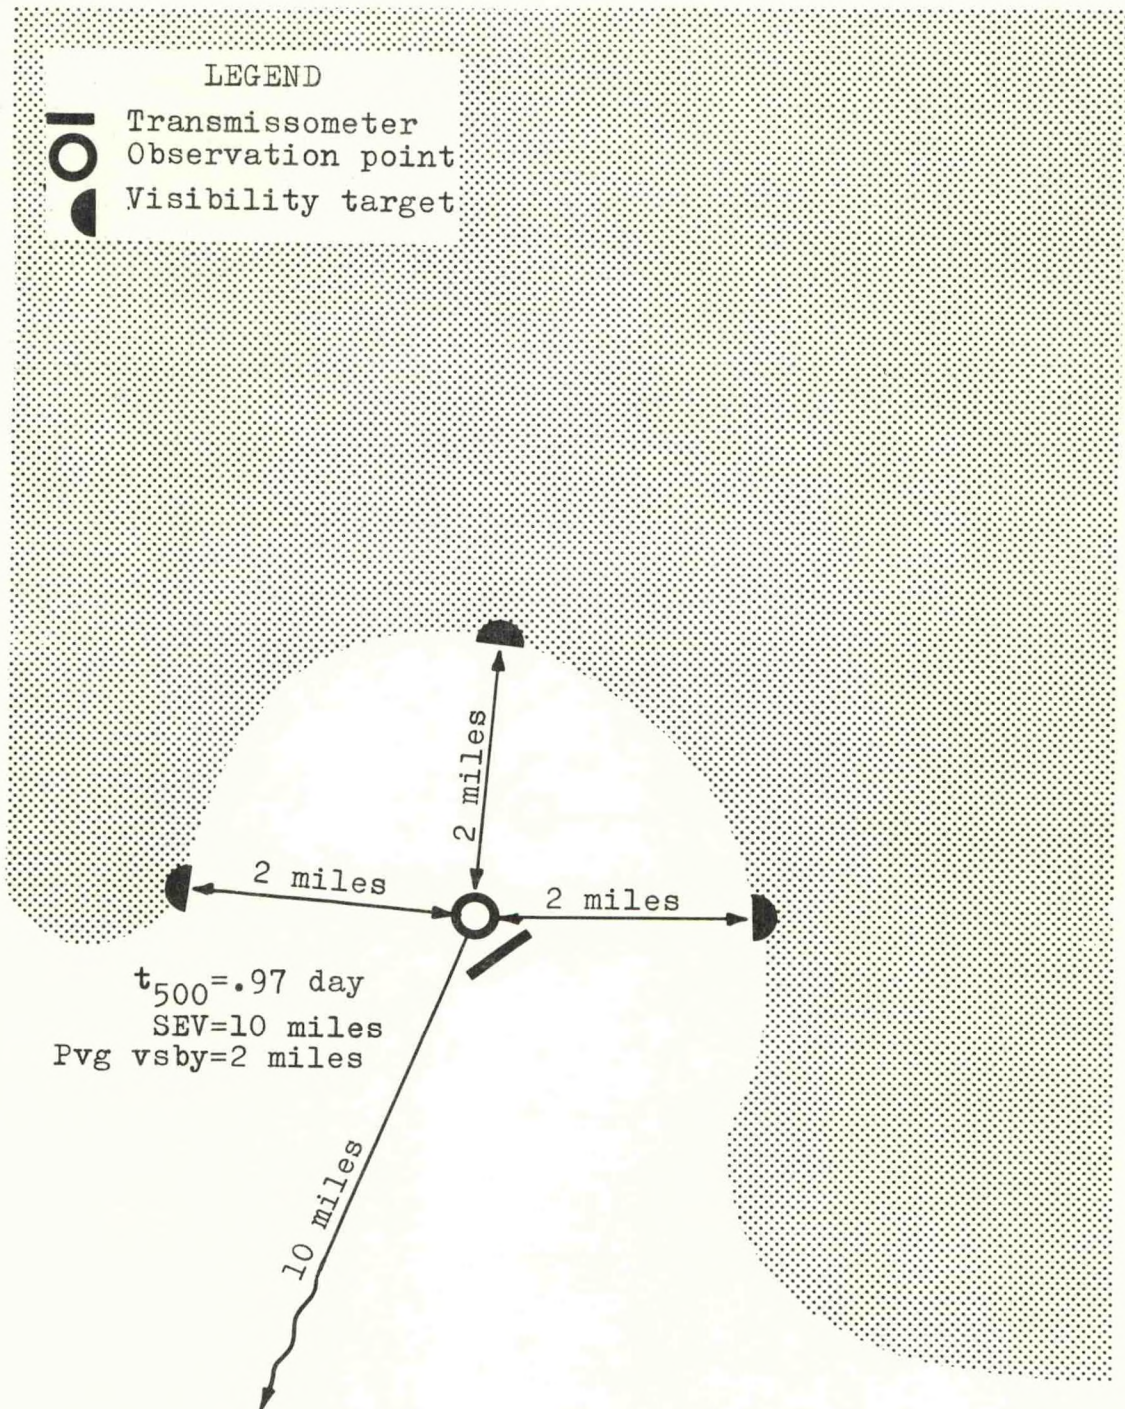 LEGEND
Transmissometer
Observation point
Visibility target
2 miles
2 miles
2 miles
t500=.97 day
SEV=10 miles
Pvg vsby=2 miles
10 miles